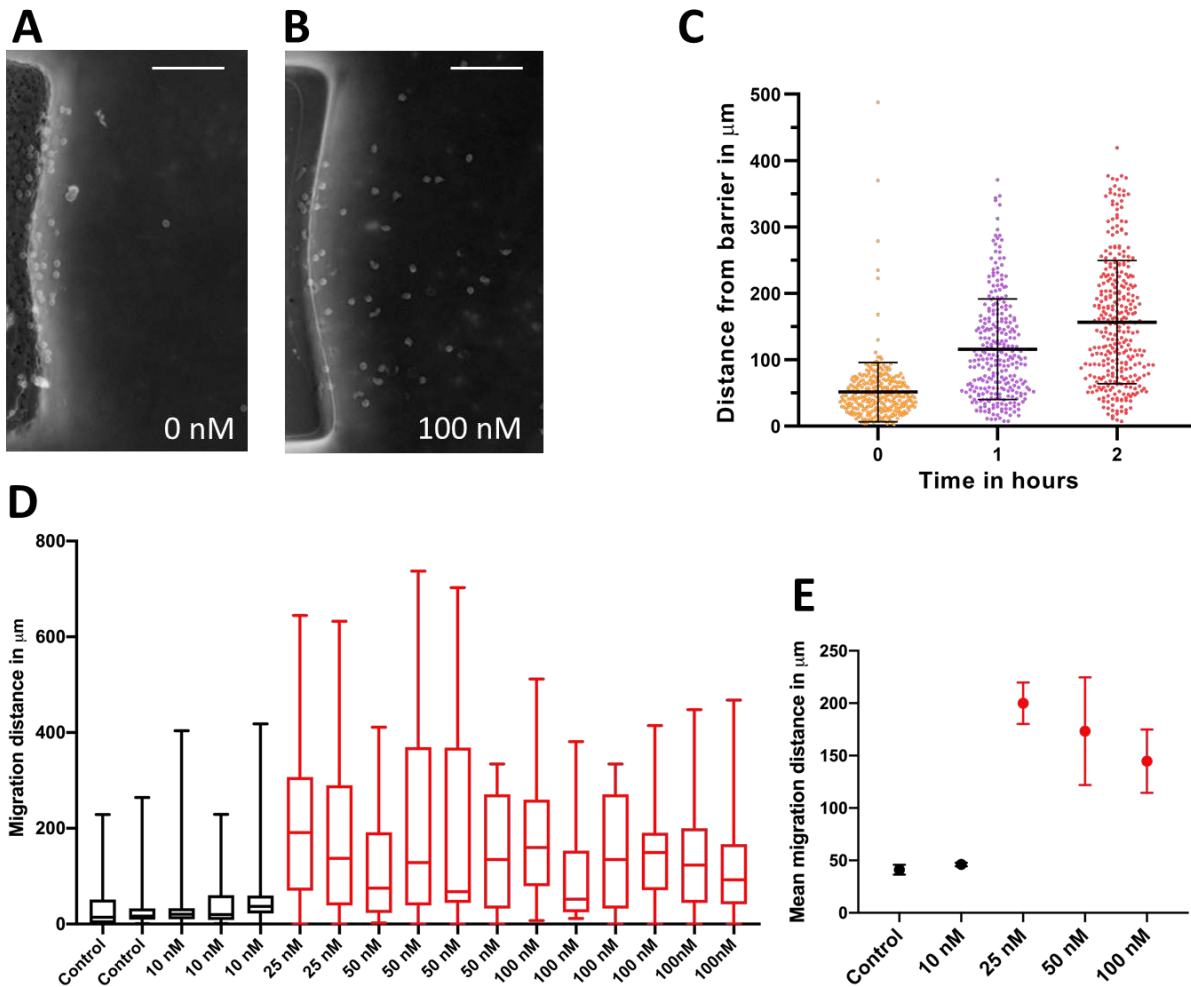 A
B
C
0 nM
100 nM
Distance from barrier in μm
500
400
300
200
100
0
0
1
2
Time in hours
D
Migration distance in μm
800
600
400
200
0
Control
Control
10 nM
10 nM
10 nM
25 nM
25 nM
50 nM
50 nM
50 nM
50 nM
100 nM
100 nM
100 nM
100 nM
100nM
100nM
E
Mean migration distance in μm
250
200
150
100
50
0
Control
10 nM
25 nM
50 nM
100 nM